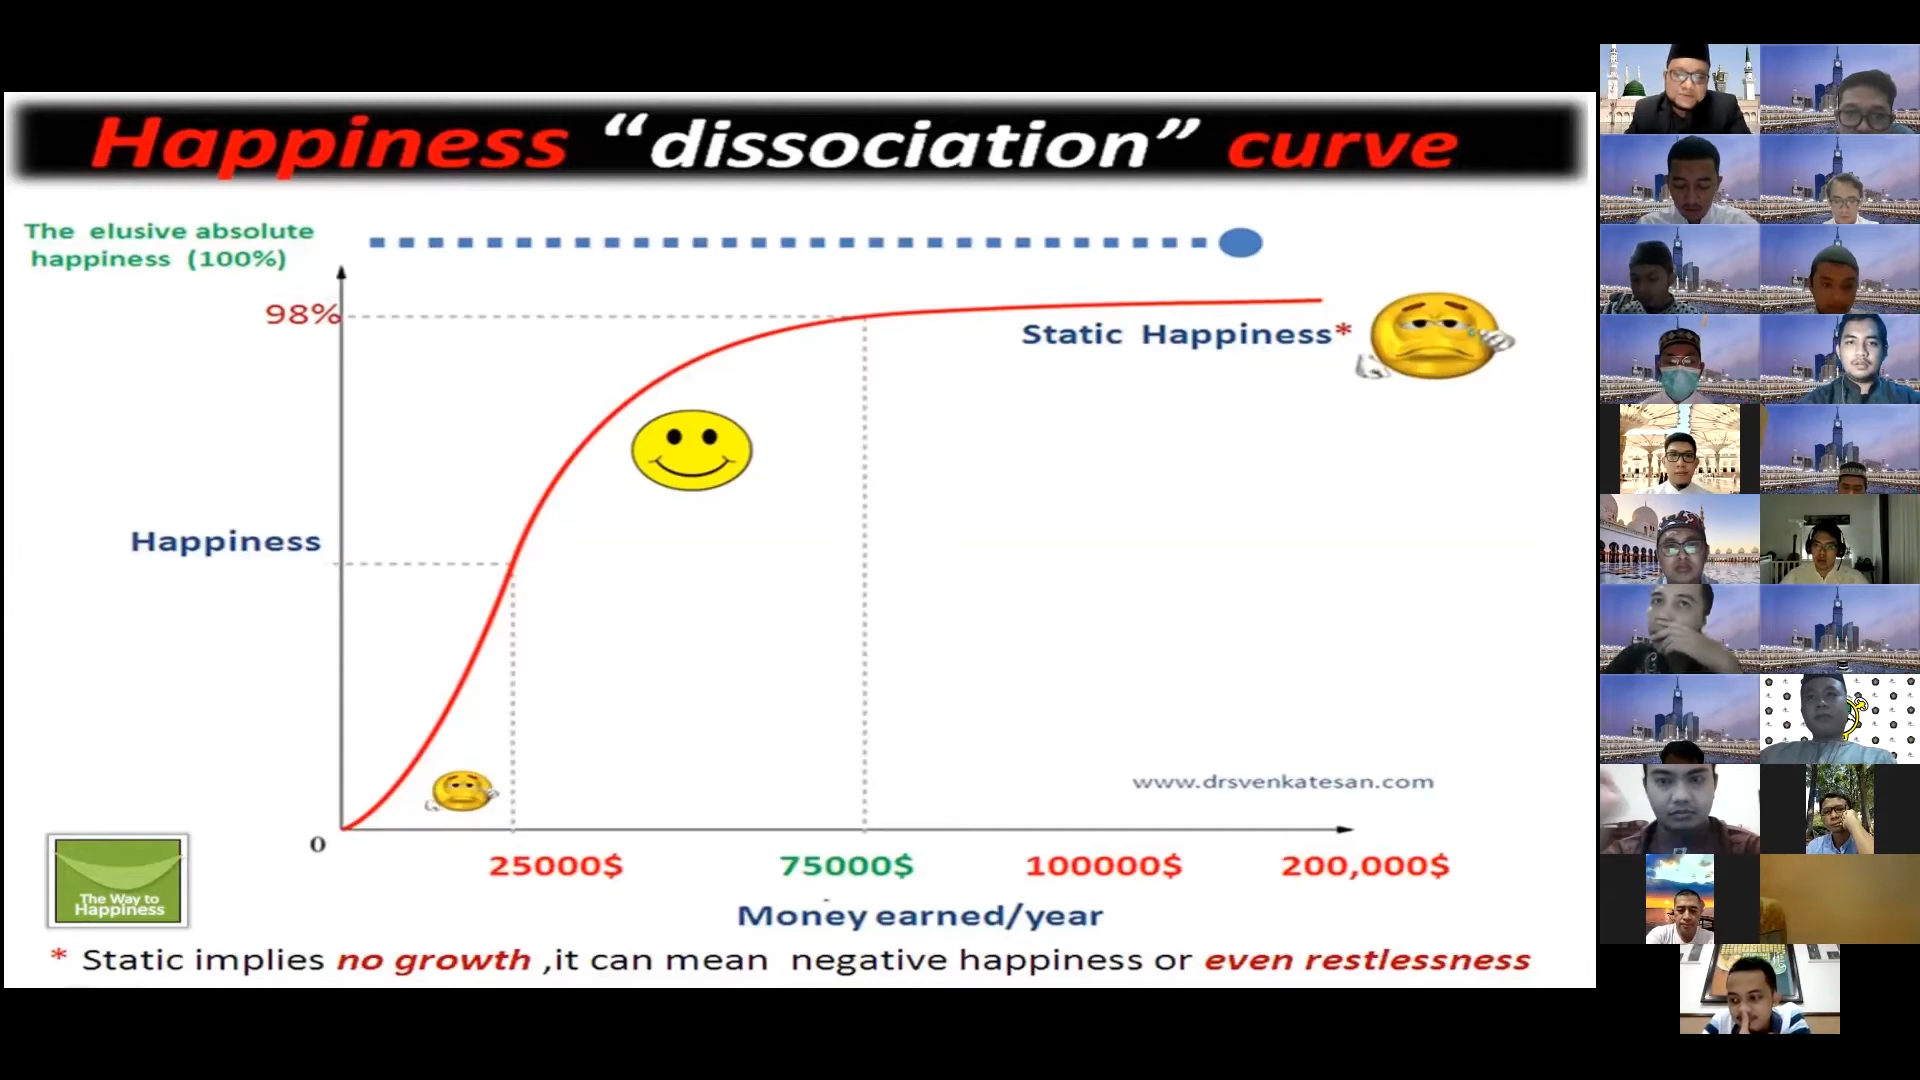 Happiness “dissociation” curve
The elusive absolute
happiness (100%)
98%
Static Happiness*
Happiness
www.drsvenkatesan.com
0
25000$ 75000$ 100000$ 200,000$
The Way to
Happiness
Money earned/year
* Static implies no growth ,it can mean negative happiness or even restlessness